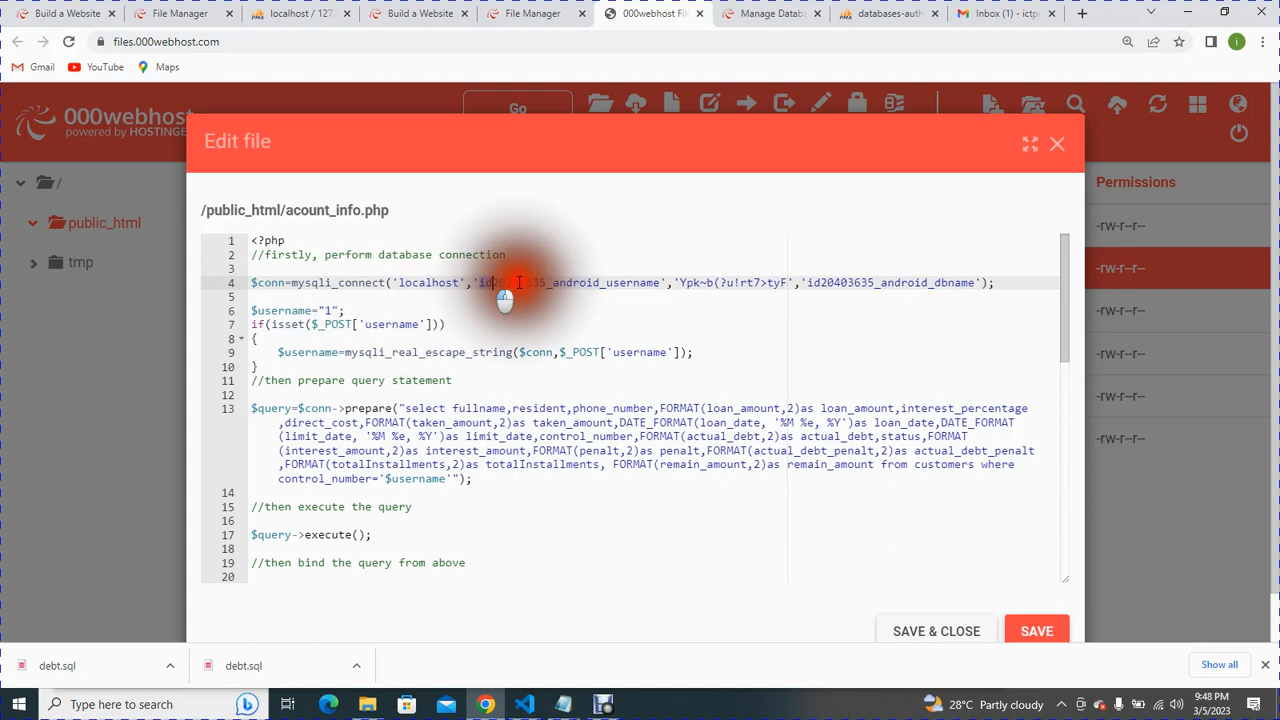 Build a Website
File Manager
localhost / 127
Build a Website
File Manager
000webhost File
Manage Datab
databases-auth
Inbox (1) - ictp
files.000webhost.com
i
Gmail
YouTube
Maps
000webhost
powered by HOSTINGER
Go
Edit file
/
public_html
tmp
Permissions
-rw-r--r--
-rw-r--r--
-rw-r--r--
-rw-r--r--
-rw-r--r--
-rw-r--r--
/public_html/acount_info.php
1 <?php
2 //firstly, perform database connection
3
4 $conn=mysqli_connect('localhost','id20403635_android_username','Ypk~b(?u!rt7>tyF','id20403635_android_dbname');
5
6 $username="1";
7 if(isset($_POST['username']))
8 {
9 $username=mysqli_real_escape_string($conn,$_POST['username']);
10 }
11 //then prepare query statement
12
13 $query=$conn->prepare("select fullname,resident,phone_number,FORMAT(loan_amount,2)as loan_amount,interest_percentage
,direct_cost,FORMAT(taken_amount,2)as taken_amount,DATE_FORMAT(loan_date, '%M %e, %Y')as loan_date,DATE_FORMAT
(limit_date, '%M %e, %Y')as limit_date,control_number,FORMAT(actual_debt,2)as actual_debt,status,FORMAT
(interest_amount,2)as interest_amount,FORMAT(penalt,2)as penalt,FORMAT(actual_debt_penalt,2)as actual_debt_penalt
,FORMAT(totalInstallments,2)as totalInstallments, FORMAT(remain_amount,2)as remain_amount from customers where
control_number='$username'");
14
15 //then execute the query
16
17 $query->execute();
18
19 //then bind the query from above
20
SAVE & CLOSE
SAVE
debt.sql
debt.sql
Show all
Type here to search
28°C Partly cloudy
9:48 PM
3/5/2023